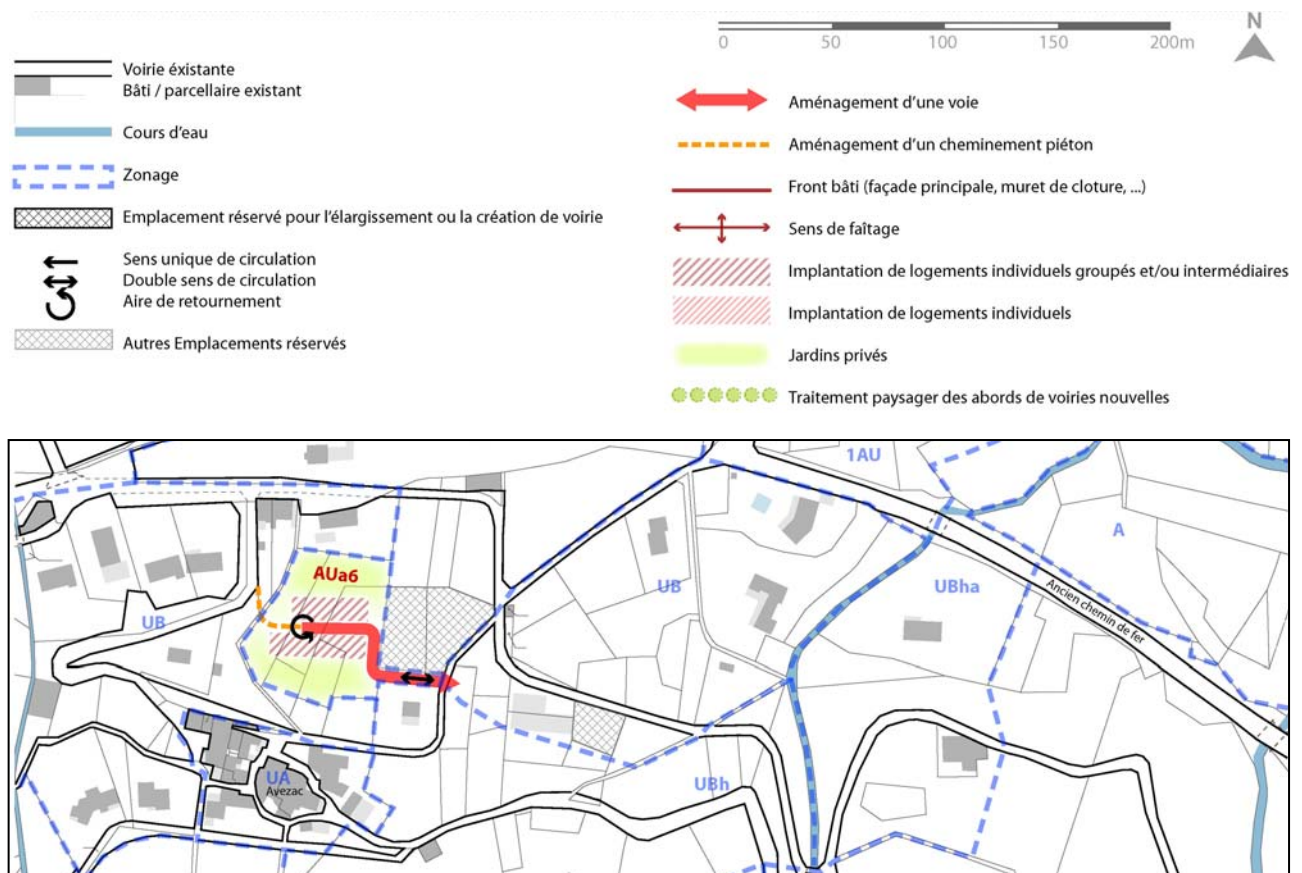 N
0 50 100 150 200m
Voirie éxistante
Bâti / parcellaire existant
Cours d'eau
Zonage
Emplacement réservé pour l'élargissement ou la création de voirie
Sens unique de circulation
Double sens de circulation
Aire de retournement
Autres Emplacements réservés
Aménagement d'une voie
Aménagement d'un cheminement piéton
Front bâti (façade principale, muret de cloture, ...)
Sens de faîtage
Implantation de logements individuels groupés et/ou intermédiaires
Implantation de logements individuels
Jardins privés
Traitement paysager des abords de voiries nouvelles
1AU
A
AUa6
UB
UB
UBha
Ancien chemin de fer
UA
Avezac
UBh